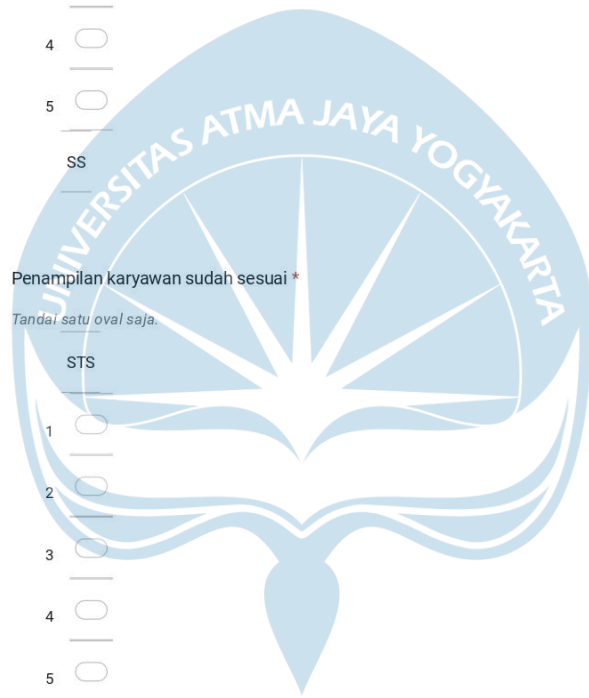 4
5
SS
UNIVERSITAS ATMA JAYA YOGYAKARTA
Penampilan karyawan sudah sesuai *
Tandai satu oval saja.
STS
1
2
3
4
5